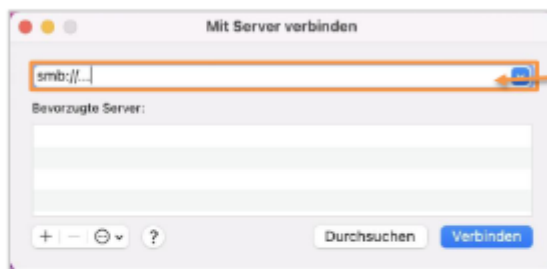 Mit Server verbinden
smb://...
Bevorzugte Server:
+ − ?
Durchsuchen Verbinden